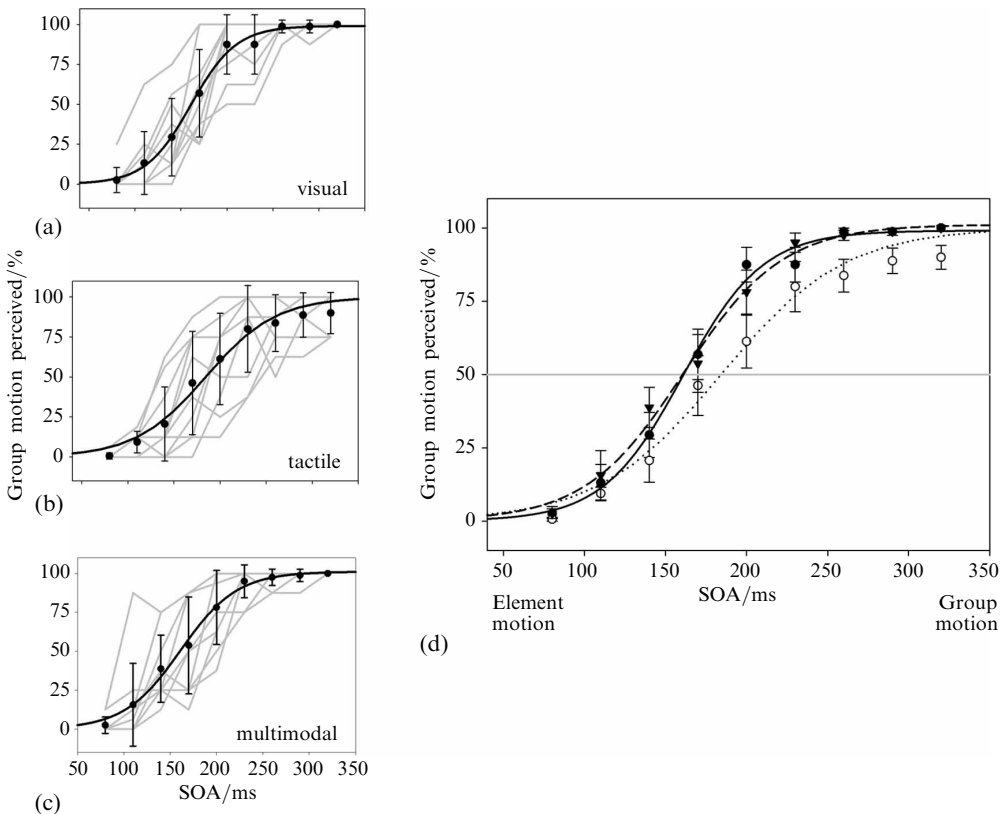 100
75
50
25
0
visual
(a)
100
75
50
25
0
tactile
(b)
100
75
50
25
0
multimodal
50 100 150 200 250 300 350
SOA/ms
(c)
Group motion perceived/%
100
75
50
25
0
Group motion perceived/%
50 100 150 200 250 300 350
SOA/ms
Element
motion
Group
motion
(d)